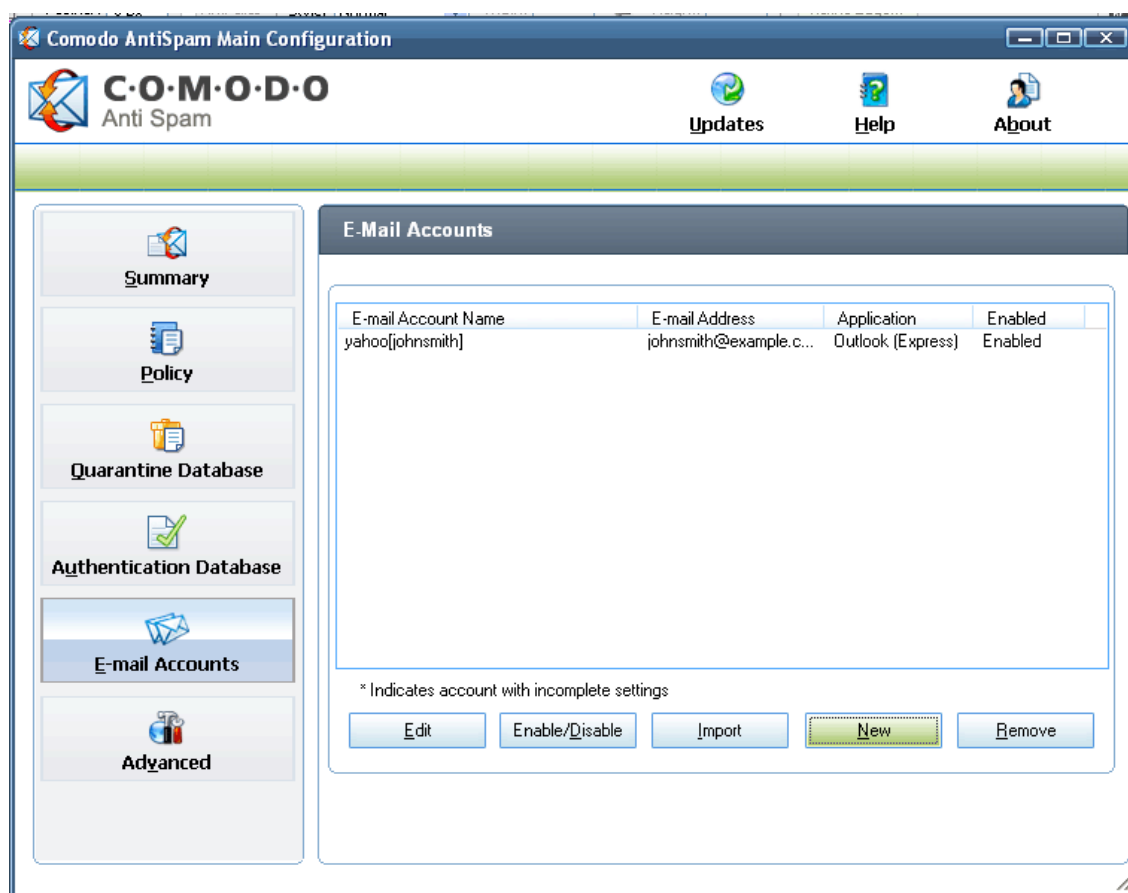 Comodo AntiSpam Main Configuration
C·O·M·O·D·O
Anti Spam
Updates
Help
About
Summary
Policy
Quarantine Database
Authentication Database
E-mail Accounts
Advanced
E-Mail Accounts
E-mail Account Name E-mail Address Application Enabled
yahoo[johnsmith] johnsmith@example.c... Outlook (Express) Enabled
* Indicates account with incomplete settings
Edit Enable/Disable Import New Remove